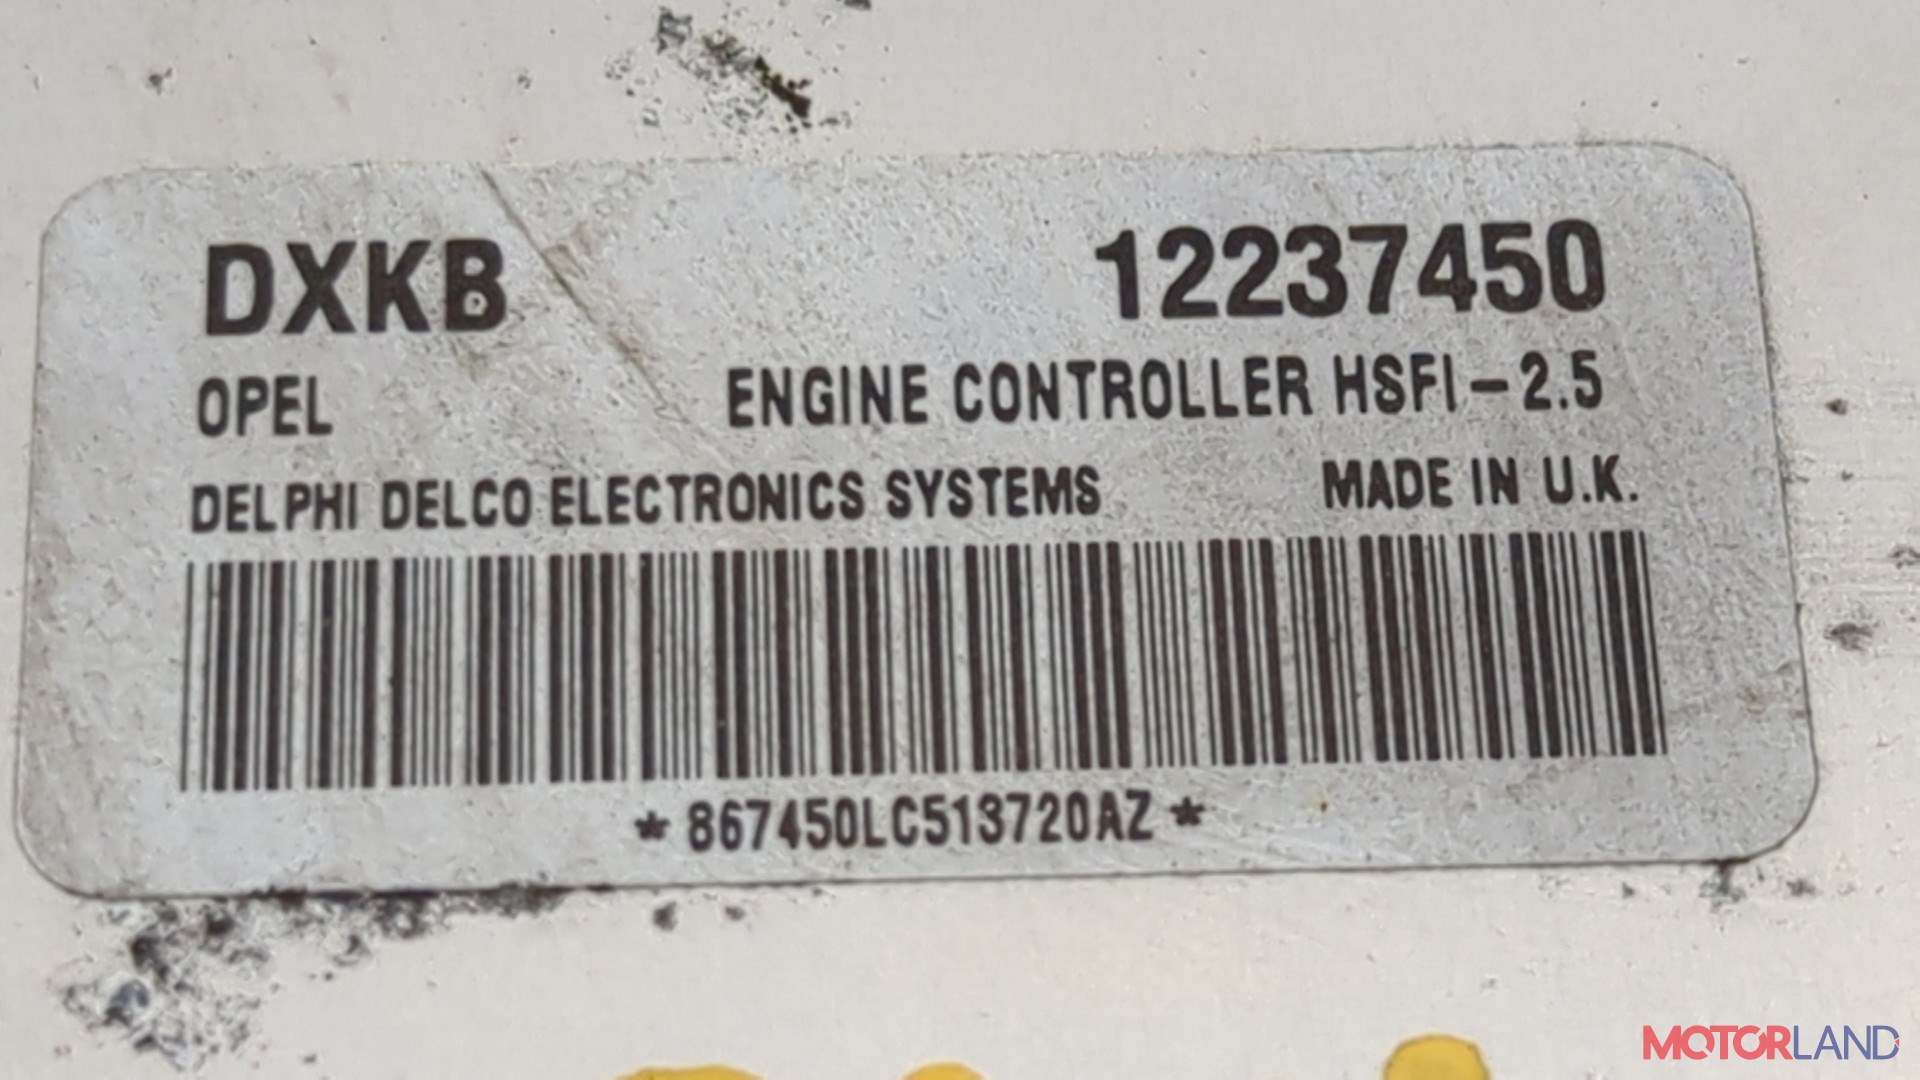 DXKB 12237450
OPEL ENGINE CONTROLLER HSFI-2.5
DELPHI DELCO ELECTRONICS SYSTEMS MADE IN U.K.
*867450LC513720AZ*
MOTORLAND